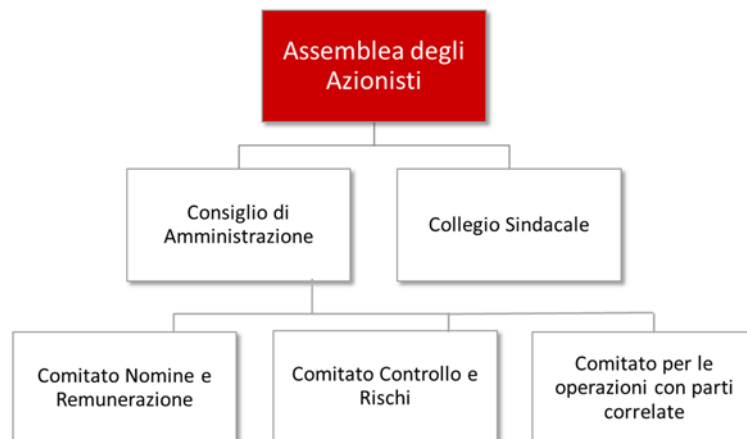 Assemblea degli
Azionisti
Consiglio di
Amministrazione
Collegio Sindacale
Comitato Nomine e
Remunerazione
Comitato Controllo e
Rischi
Comitato per le
operazioni con parti
correlate